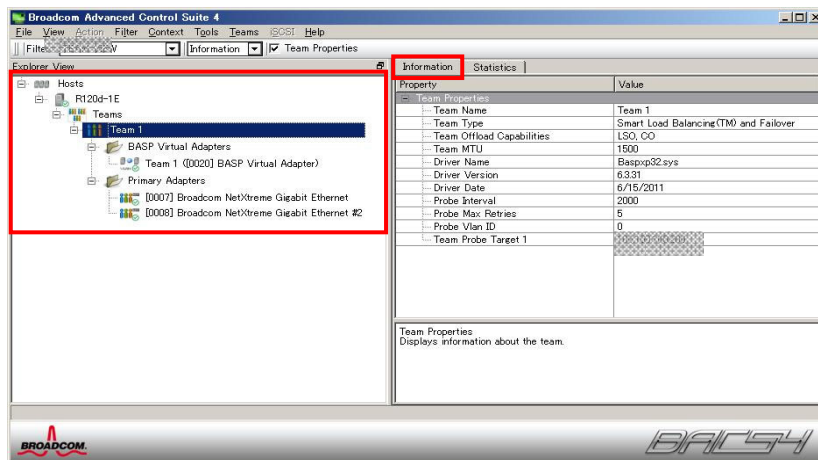 Broadcom Advanced Control Suite 4
File View Action Filter Context Tools Teams iSCSI Help
Information Team Properties
Explorer View
Hosts
R120d-1E
Teams
Team 1
BASP Virtual Adapters
Team 1 ([0020] BASP Virtual Adapter)
Primary Adapters
[0007] Broadcom NetXtreme Gigabit Ethernet
[0008] Broadcom NetXtreme Gigabit Ethernet #2
Information Statistics
Property Value
Team Properties
Team Name Team 1
Team Type Smart Load Balancing(TM) and Failover
Team Offload Capabilities LSO, CO
Team MTU 1500
Driver Name Baspxp32.sys
Driver Version 6.3.31
Driver Date 6/15/2011
Probe Interval 2000
Probe Max Retries 5
Probe Vlan ID 0
Team Probe Target 1
Team Properties
Displays information about the team.
BROADCOM.
BACS4